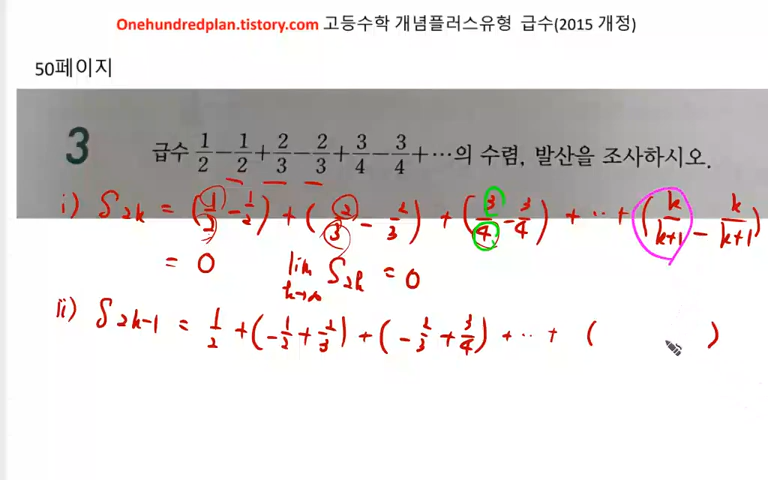 Onehundredplan.tistory.com 고등수학 개념플러스유형 급수(2015 개정)
50페이지
3 급수 1/2 - 1/2 + 2/3 - 2/3 + 3/4 - 3/4 + ⋯의 수렴, 발산을 조사하시오.
i) S_2k = (1/2 - 1/2) + (2/3 - 2/3) + (3/4 - 3/4) + ⋯ + (k/k+1 - k/k+1)
= 0 lim k→∞ S_2k = 0
ii) S_2k-1 = 1/2 + (-1/2 + 2/3) + (-2/3 + 3/4) + ⋯ + ( )